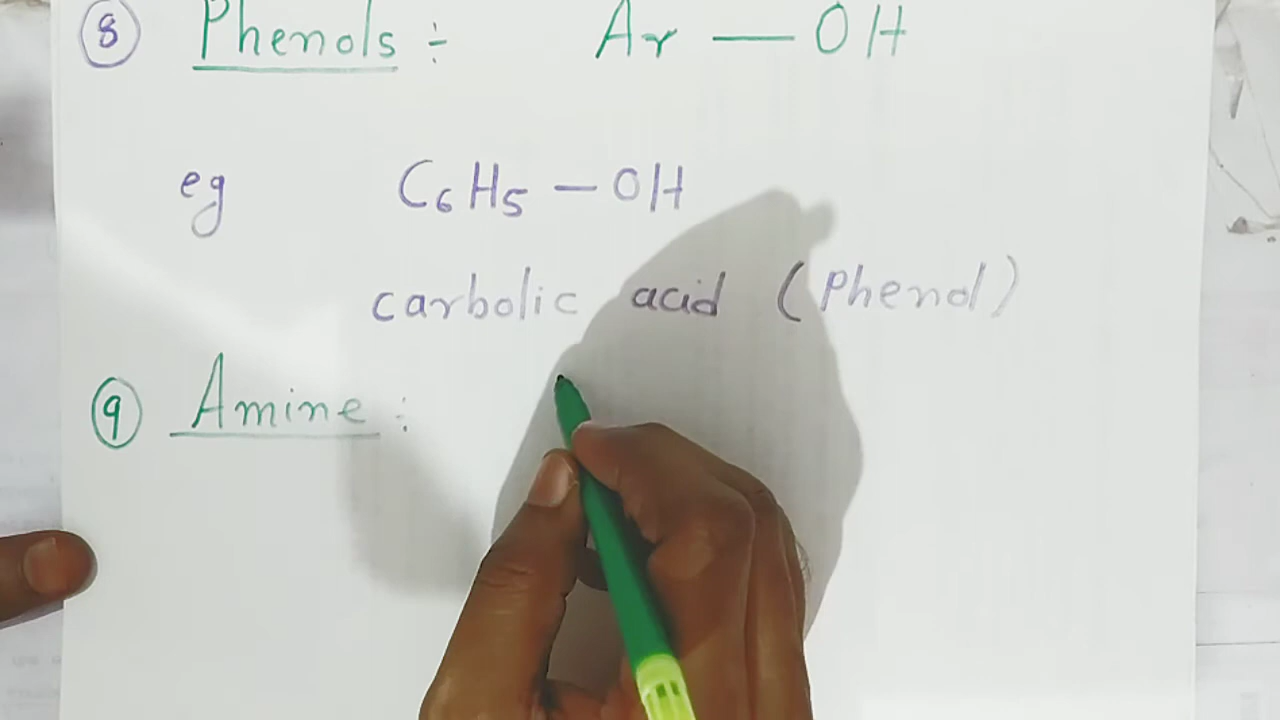 8 Phenols ÷ Ar — OH
eg C6H5 — OH
carbolic acid (Phenol)
9 Amine ÷